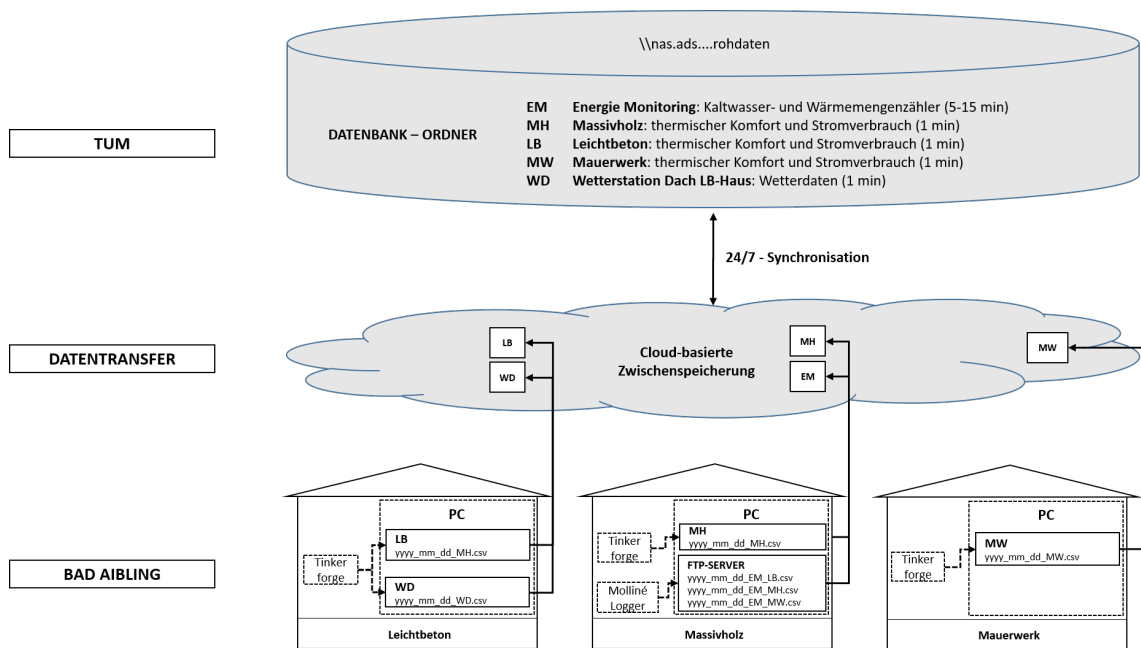 \\nas.ads....rohdaten
DATENBANK – ORDNER
EM Energie Monitoring: Kaltwasser- und Wärmemengenzähler (5-15 min)
MH Massivholz: thermischer Komfort und Stromverbrauch (1 min)
LB Leichtbeton: thermischer Komfort und Stromverbrauch (1 min)
MW Mauerwerk: thermischer Komfort und Stromverbrauch (1 min)
WD Wetterstation Dach LB-Haus: Wetterdaten (1 min)
TUM
24/7 - Synchronisation
DATENTRANSFER
LB
WD
Cloud-basierte
Zwischenspeicherung
MH
EM
MW
BAD AIBLING
PC
Tinker
forge
LB
yyyy_mm_dd_MH.csv
WD
yyyy_mm_dd_WD.csv
Leichtbeton
PC
Tinker
forge
MH
yyyy_mm_dd_MH.csv
Molliné
Logger
FTP-SERVER
yyyy_mm_dd_EM_LB.csv
yyyy_mm_dd_EM_MH.csv
yyyy_mm_dd_EM_MW.csv
Massivholz
PC
Tinker
forge
MW
yyyy_mm_dd_MW.csv
Mauerwerk